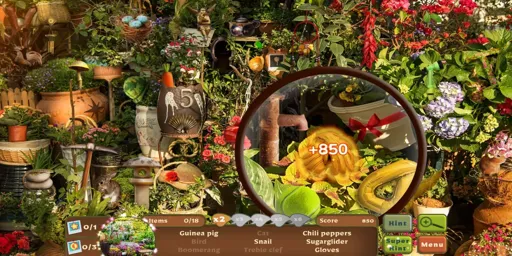 5
+850
0/1
0/3
Items 0/18 x2 Score 850
Guinea pig Cat Chili peppers
Bird Snail Sugarglider
Boomerang Gloves
Hint
Super Hint
Menu